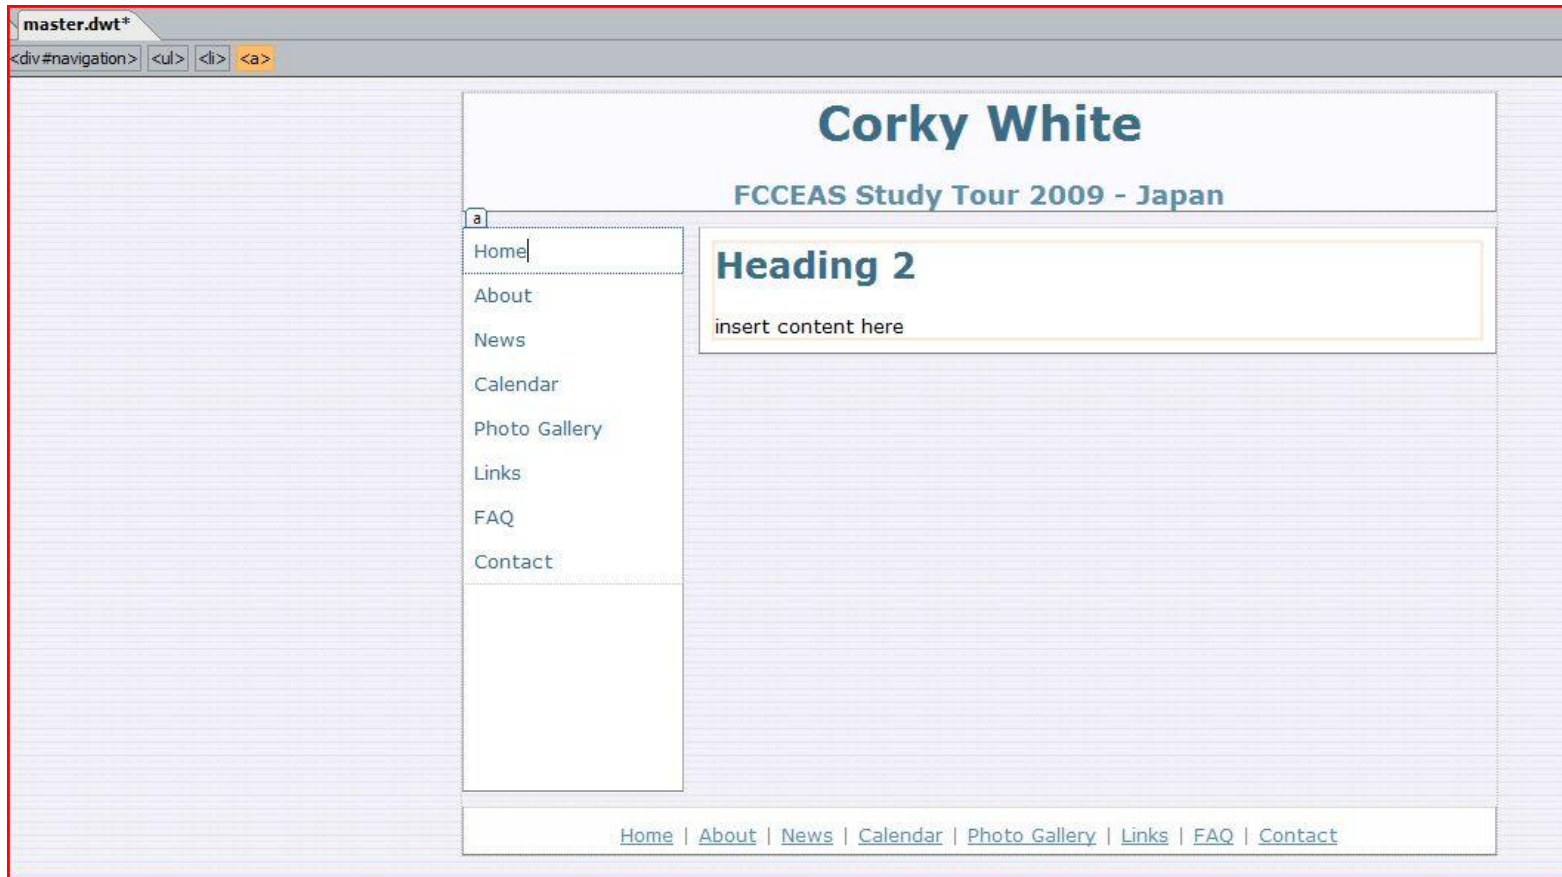 master.dwt*
<div#navigation> <ul> <li> <a>
Corky White
FCCEAS Study Tour 2009 - Japan
a
Home
About
News
Calendar
Photo Gallery
Links
FAQ
Contact
Heading 2
insert content here
Home | About | News | Calendar | Photo Gallery | Links | FAQ | Contact